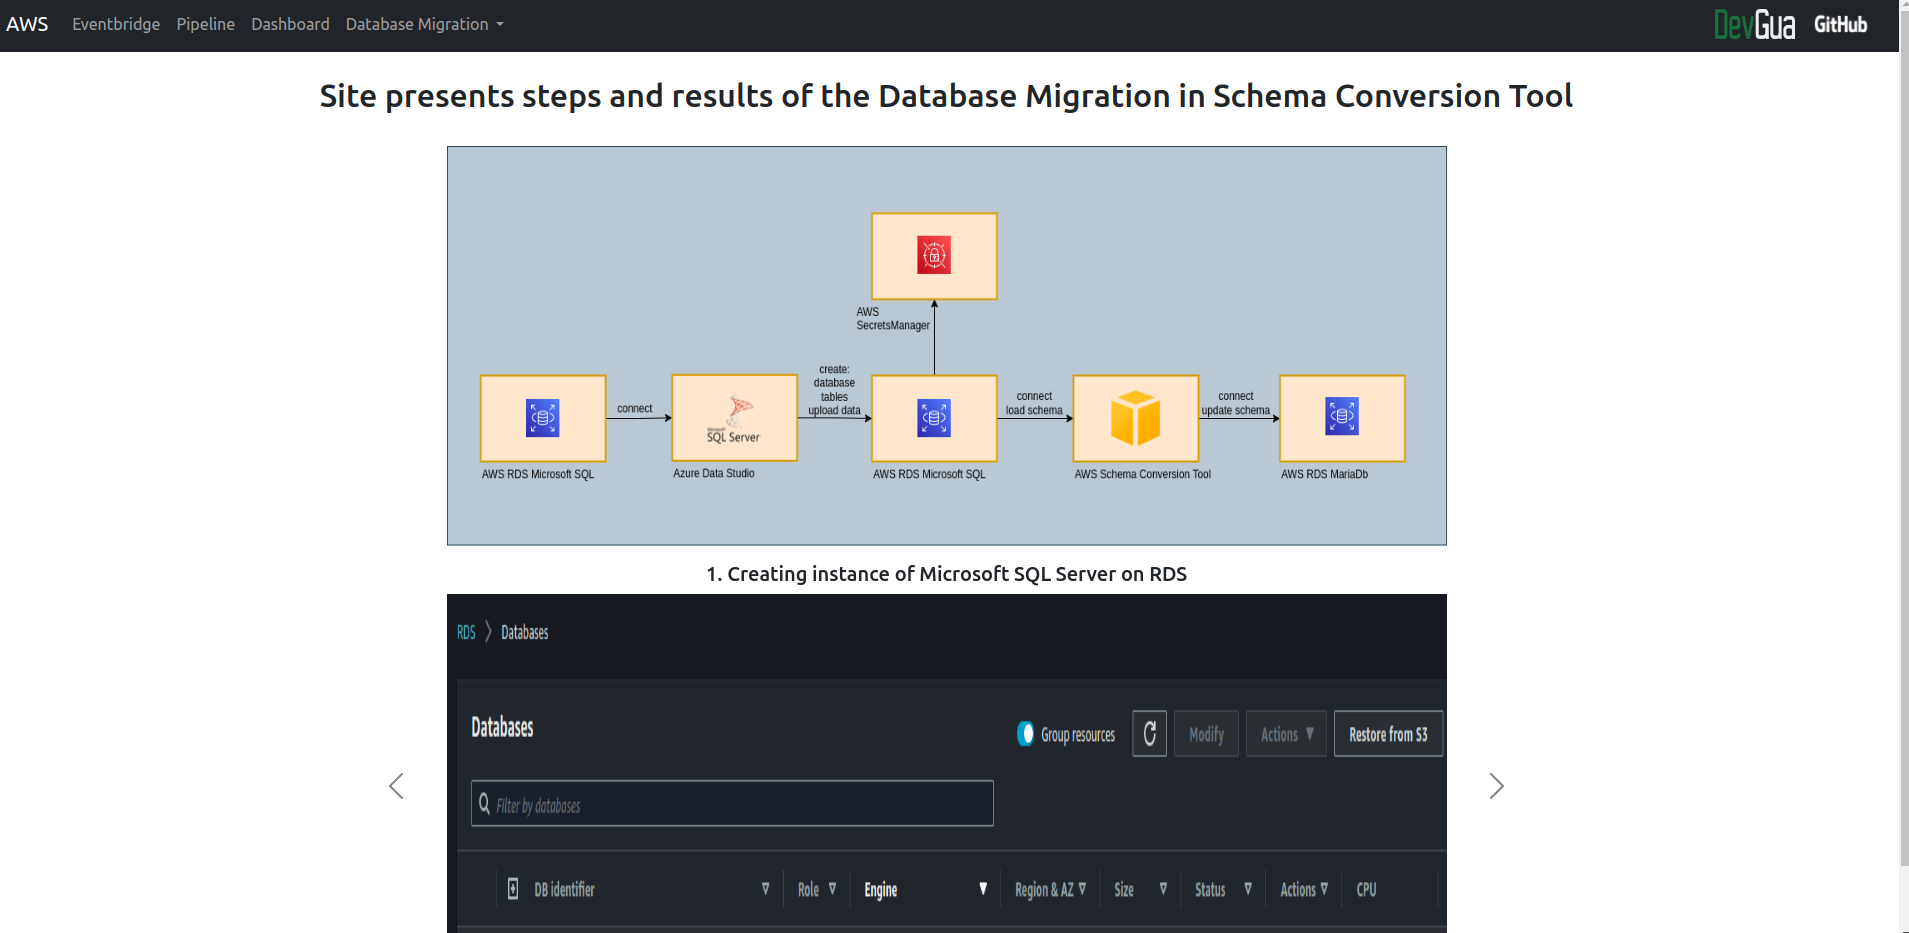 AWS Eventbridge Pipeline Dashboard Database Migration DevGua GitHub
Site presents steps and results of the Database Migration in Schema Conversion Tool
AWS
SecretsManager
create:
database
tables
upload data
connect
connect
load schema
connect
update schema
Microsoft
SQL Server
AWS RDS Microsoft SQL
Azure Data Studio
AWS RDS Microsoft SQL
AWS Schema Conversion Tool
AWS RDS MariaDb
1. Creating instance of Microsoft SQL Server on RDS
RDS Databases
Databases
Group resources Modify Actions Restore from S3
Filter by databases
DB identifier Role Engine Region & AZ Size Status Actions CPU